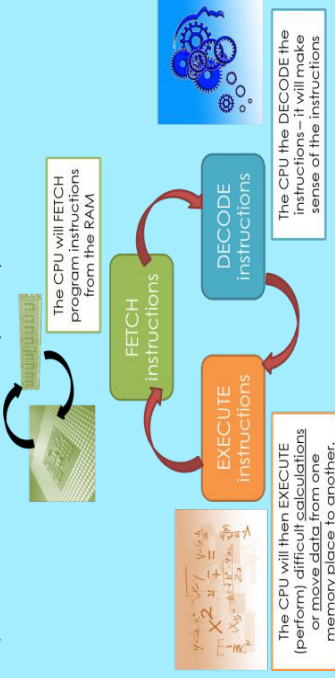 The CPU will FETCH
program instructions
from the RAM
FETCH
instructions
DECODE
instructions
EXECUTE
instructions
The CPU the DECODE the
instructions – it will make
sense of the instructions
The CPU will then EXECUTE
(perform) difficult calculations
or move data from one
memory place to another.